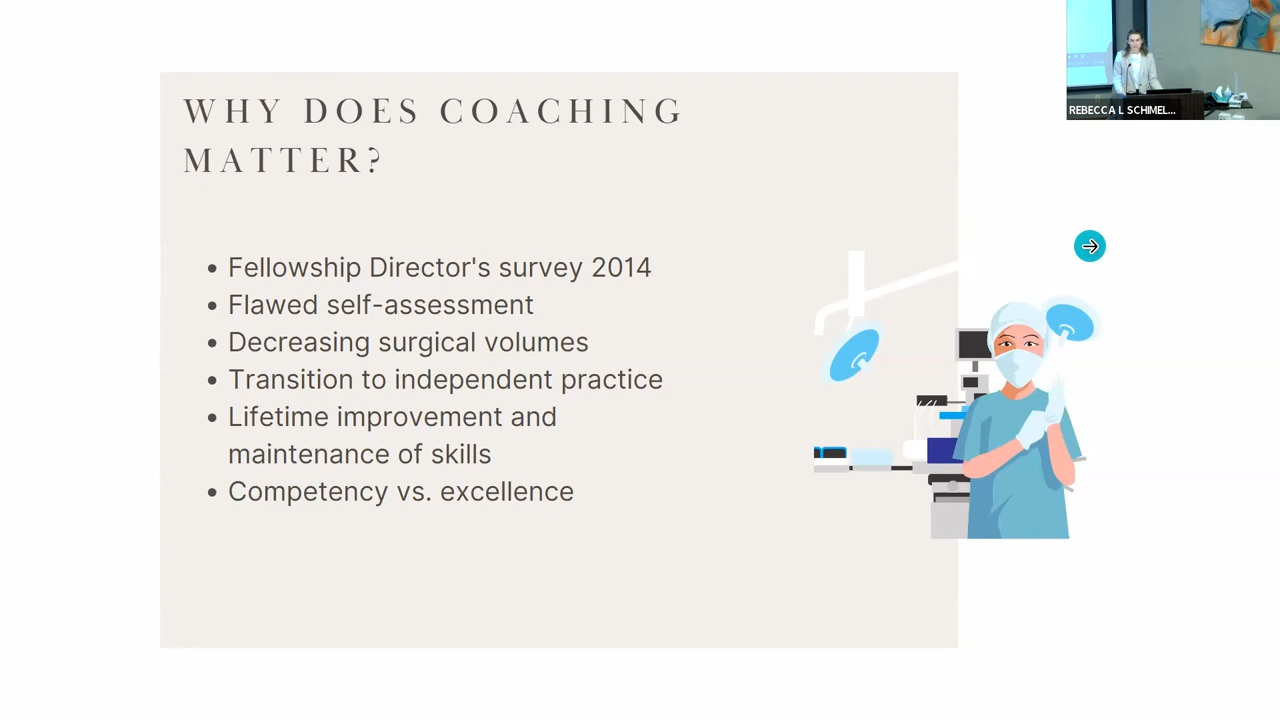 WHY DOES COACHING
MATTER?
• Fellowship Director's survey 2014
• Flawed self-assessment
• Decreasing surgical volumes
• Transition to independent practice
• Lifetime improvement and
maintenance of skills
• Competency vs. excellence
REBECCA L SCHIMEL...